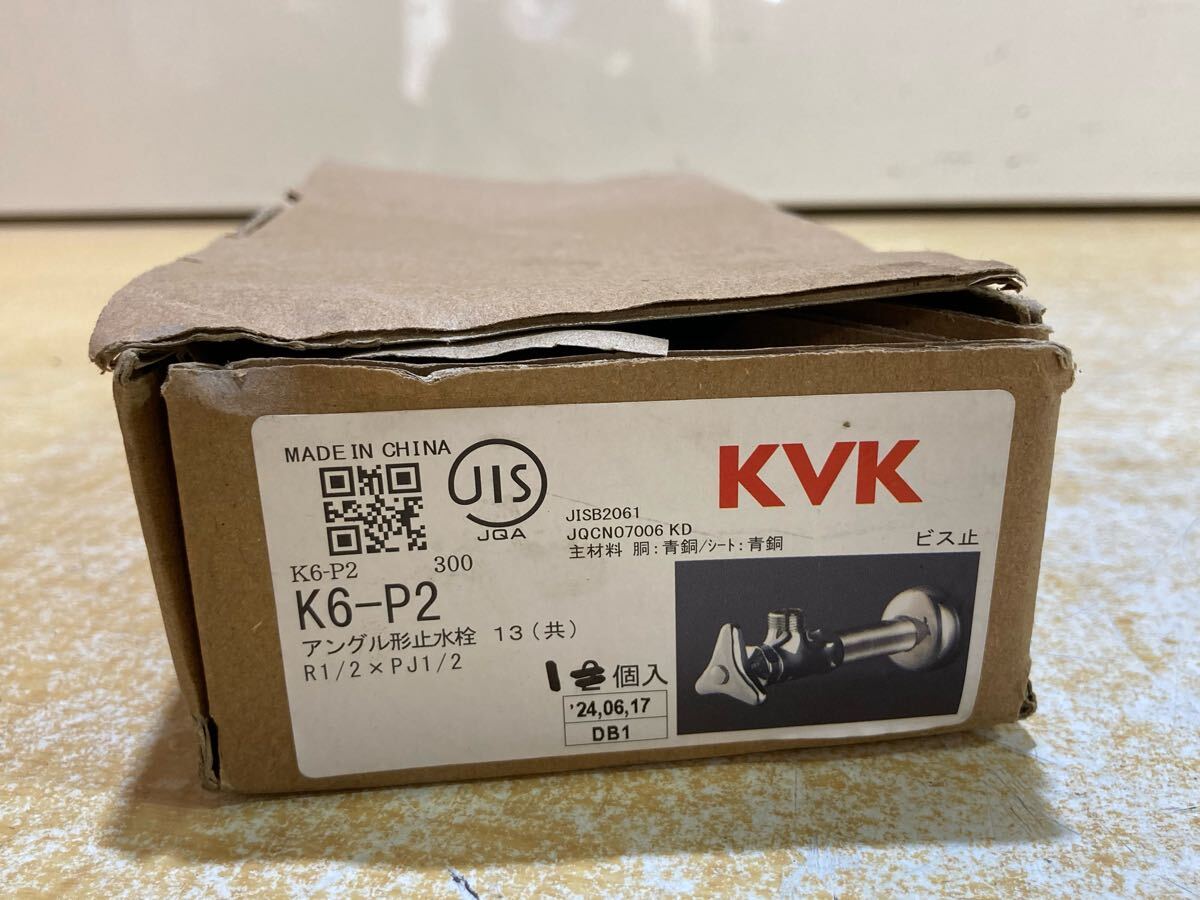 MADE IN CHINA
JIS
JQA
KVK
JISB2061
JQCN07006 KD
主材料 胴:青銅/シート:青銅
ビス止
K6-P2 300
K6-P2
アングル形止水栓 13(共)
R1/2×PJ1/2
1 個入
'24,06,17
DB1